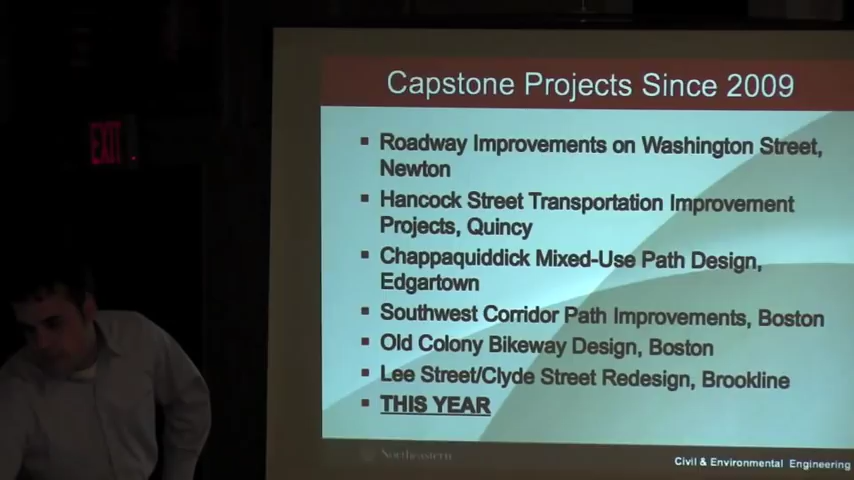 Capstone Projects Since 2009
EXIT
▪ Roadway Improvements on Washington Street,
Newton
▪ Hancock Street Transportation Improvement
Projects, Quincy
▪ Chappaquiddick Mixed-Use Path Design,
Edgartown
▪ Southwest Corridor Path Improvements, Boston
▪ Old Colony Bikeway Design, Boston
▪ Lee Street/Clyde Street Redesign, Brookline
▪ THIS YEAR
Northeastern
Civil & Environmental Engineering